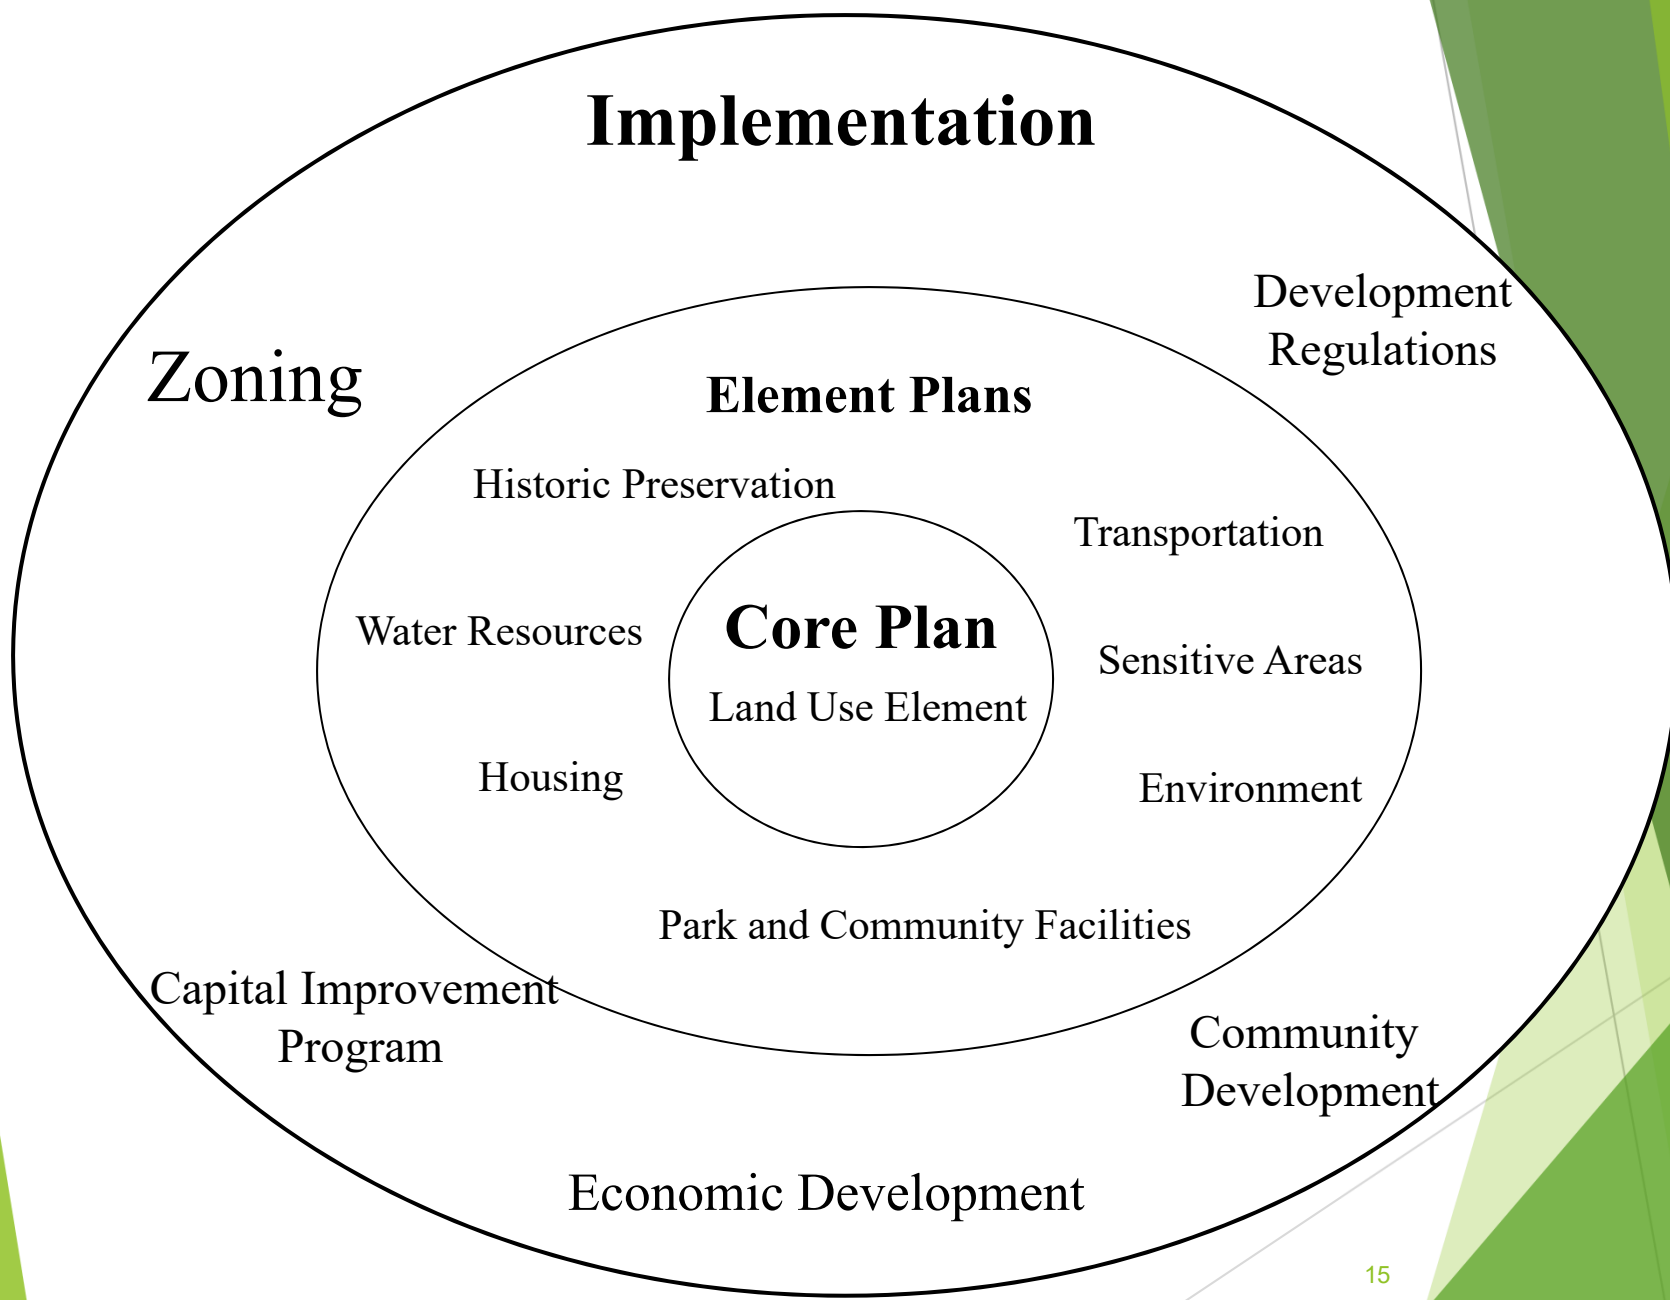 Implementation
Development
Regulations
Zoning
Element Plans
Historic Preservation
Transportation
Core Plan
Water Resources
Sensitive Areas
Land Use Element
Housing
Environment
Park and Community Facilities
Capital Improvement
Program
Community
Development
Economic Development
15